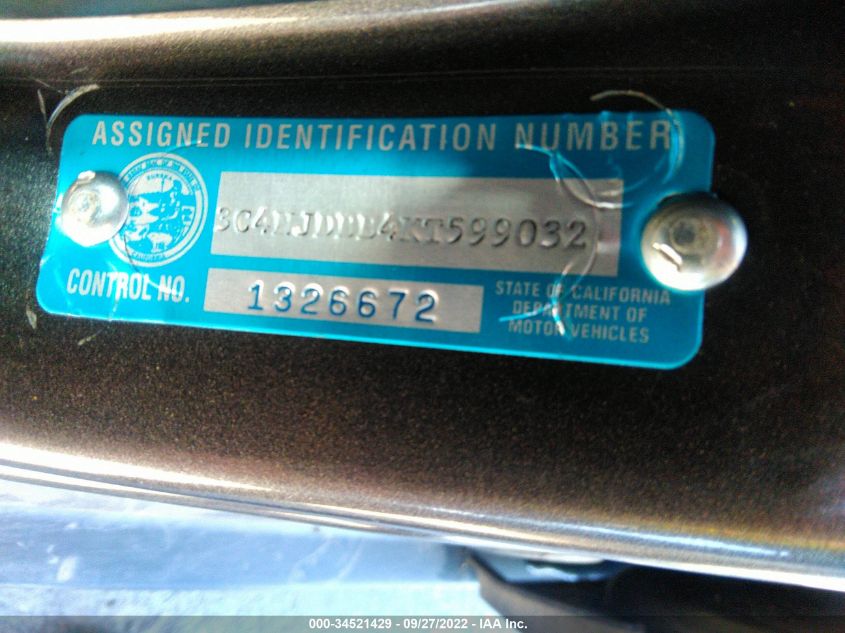 ASSIGNED IDENTIFICATION NUMBER
3C4NJDBB4KT599032
CONTROL NO.
1326672
STATE OF CALIFORNIA
DEPARTMENT OF
MOTOR VEHICLES
000-34521429 - 09/27/2022 - IAA Inc.